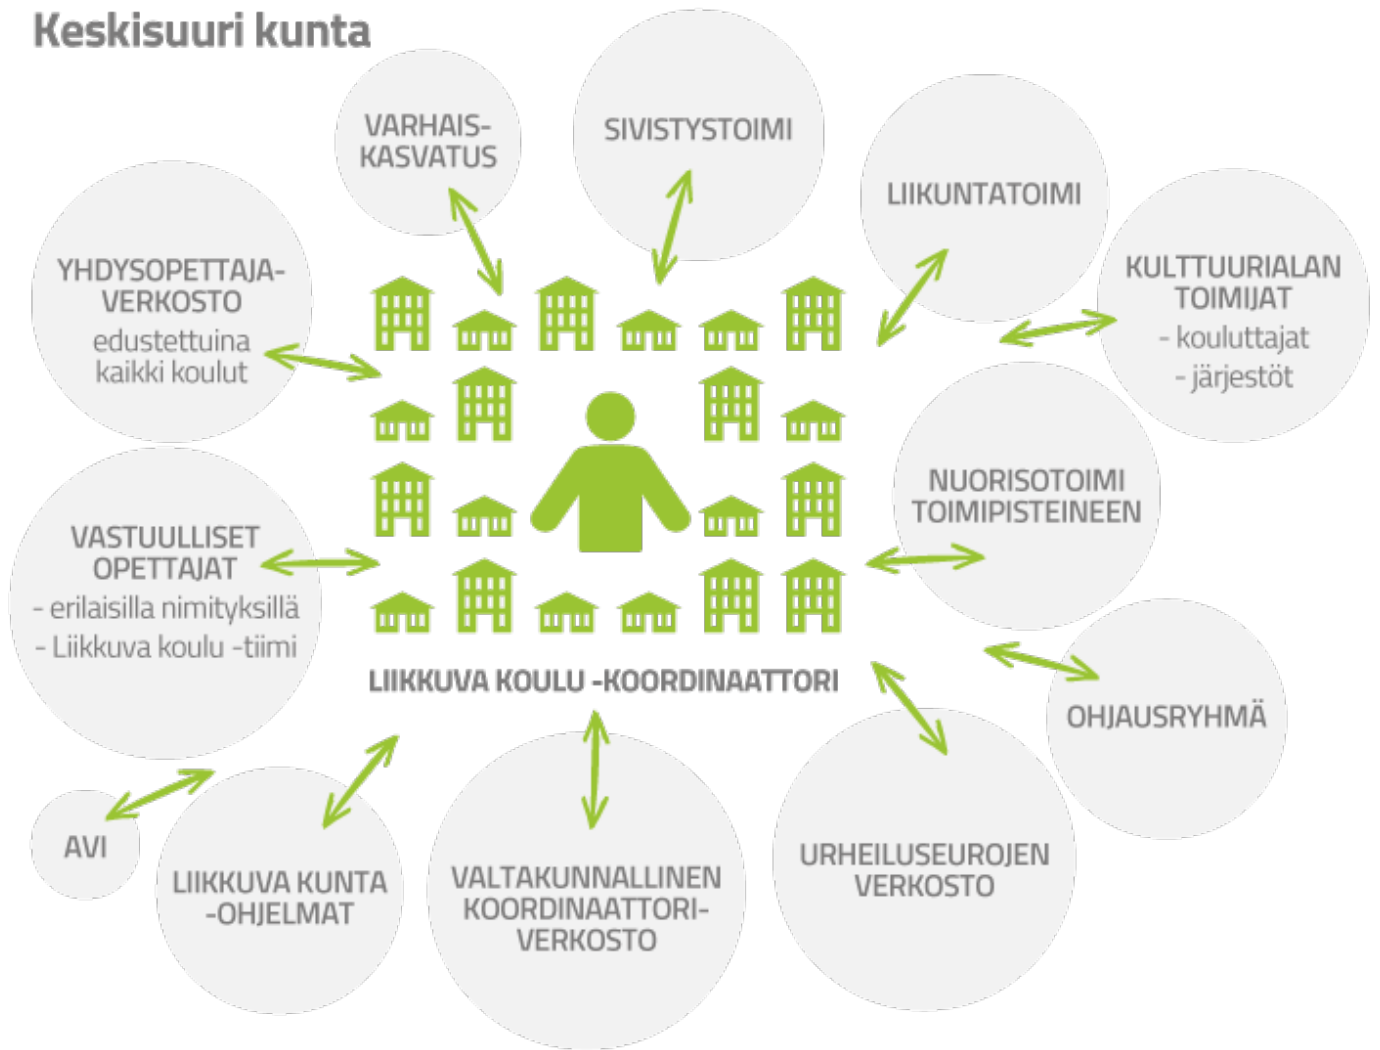 Keskisuuri kunta
VARHAIS-
KASVATUS
SIVISTYSTOIMI
LIIKUNTATOIMI
KULTTUURIALAN
TOIMIJAT
- kouluttajat
- järjestöt
YHDYSOPETTAJA-
VERKOSTO
edustettuina
kaikki koulut
NUORISOTOIMI
TOIMIPISTEINEEN
VASTUULLISET
OPETTAJAT
- erilaisilla nimityksillä
- Liikkuva koulu -tiimi
LIIKKUVA KOULU -KOORDINAATTORI
OHJAUSRYHMÄ
AVI
LIIKKUVA KUNTA
-OHJELMAT
VALTAKUNNALLINEN
KOORDINAATTORI-
VERKOSTO
URHEILUSEUROJEN
VERKOSTO